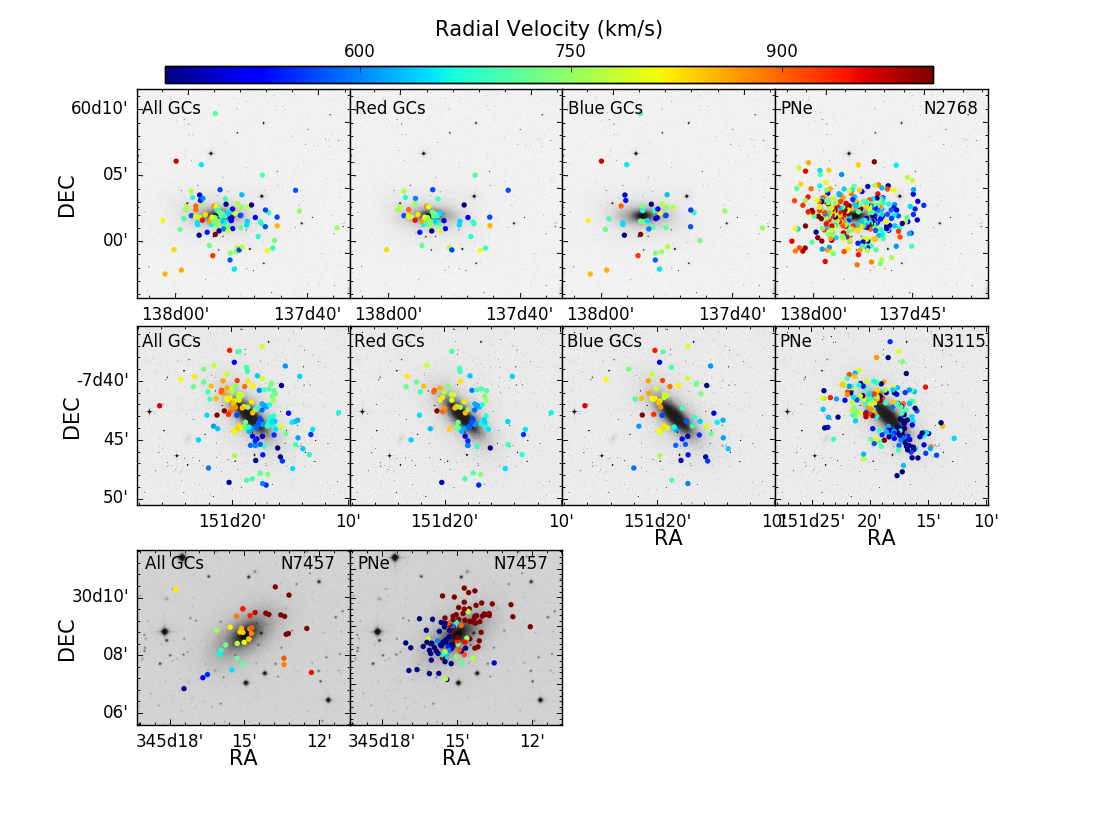 Radial Velocity (km/s)
600 750 900
60d10' All GCs Red GCs Blue GCs PNe N2768
DEC
05'
00'
138d00' 137d40' 138d00' 137d40' 138d00' 137d40' 138d00' 137d45'
All GCs Red GCs Blue GCs PNe N3115
-7d40'
DEC
45'
50'
151d20' 10' 151d20' 10' 151d20' 10' 151d25' 20' 15' 10'
RA RA
All GCs N7457 PNe N7457
30d10'
DEC
08'
06'
345d18' 15' 12' 345d18' 15' 12'
RA RA